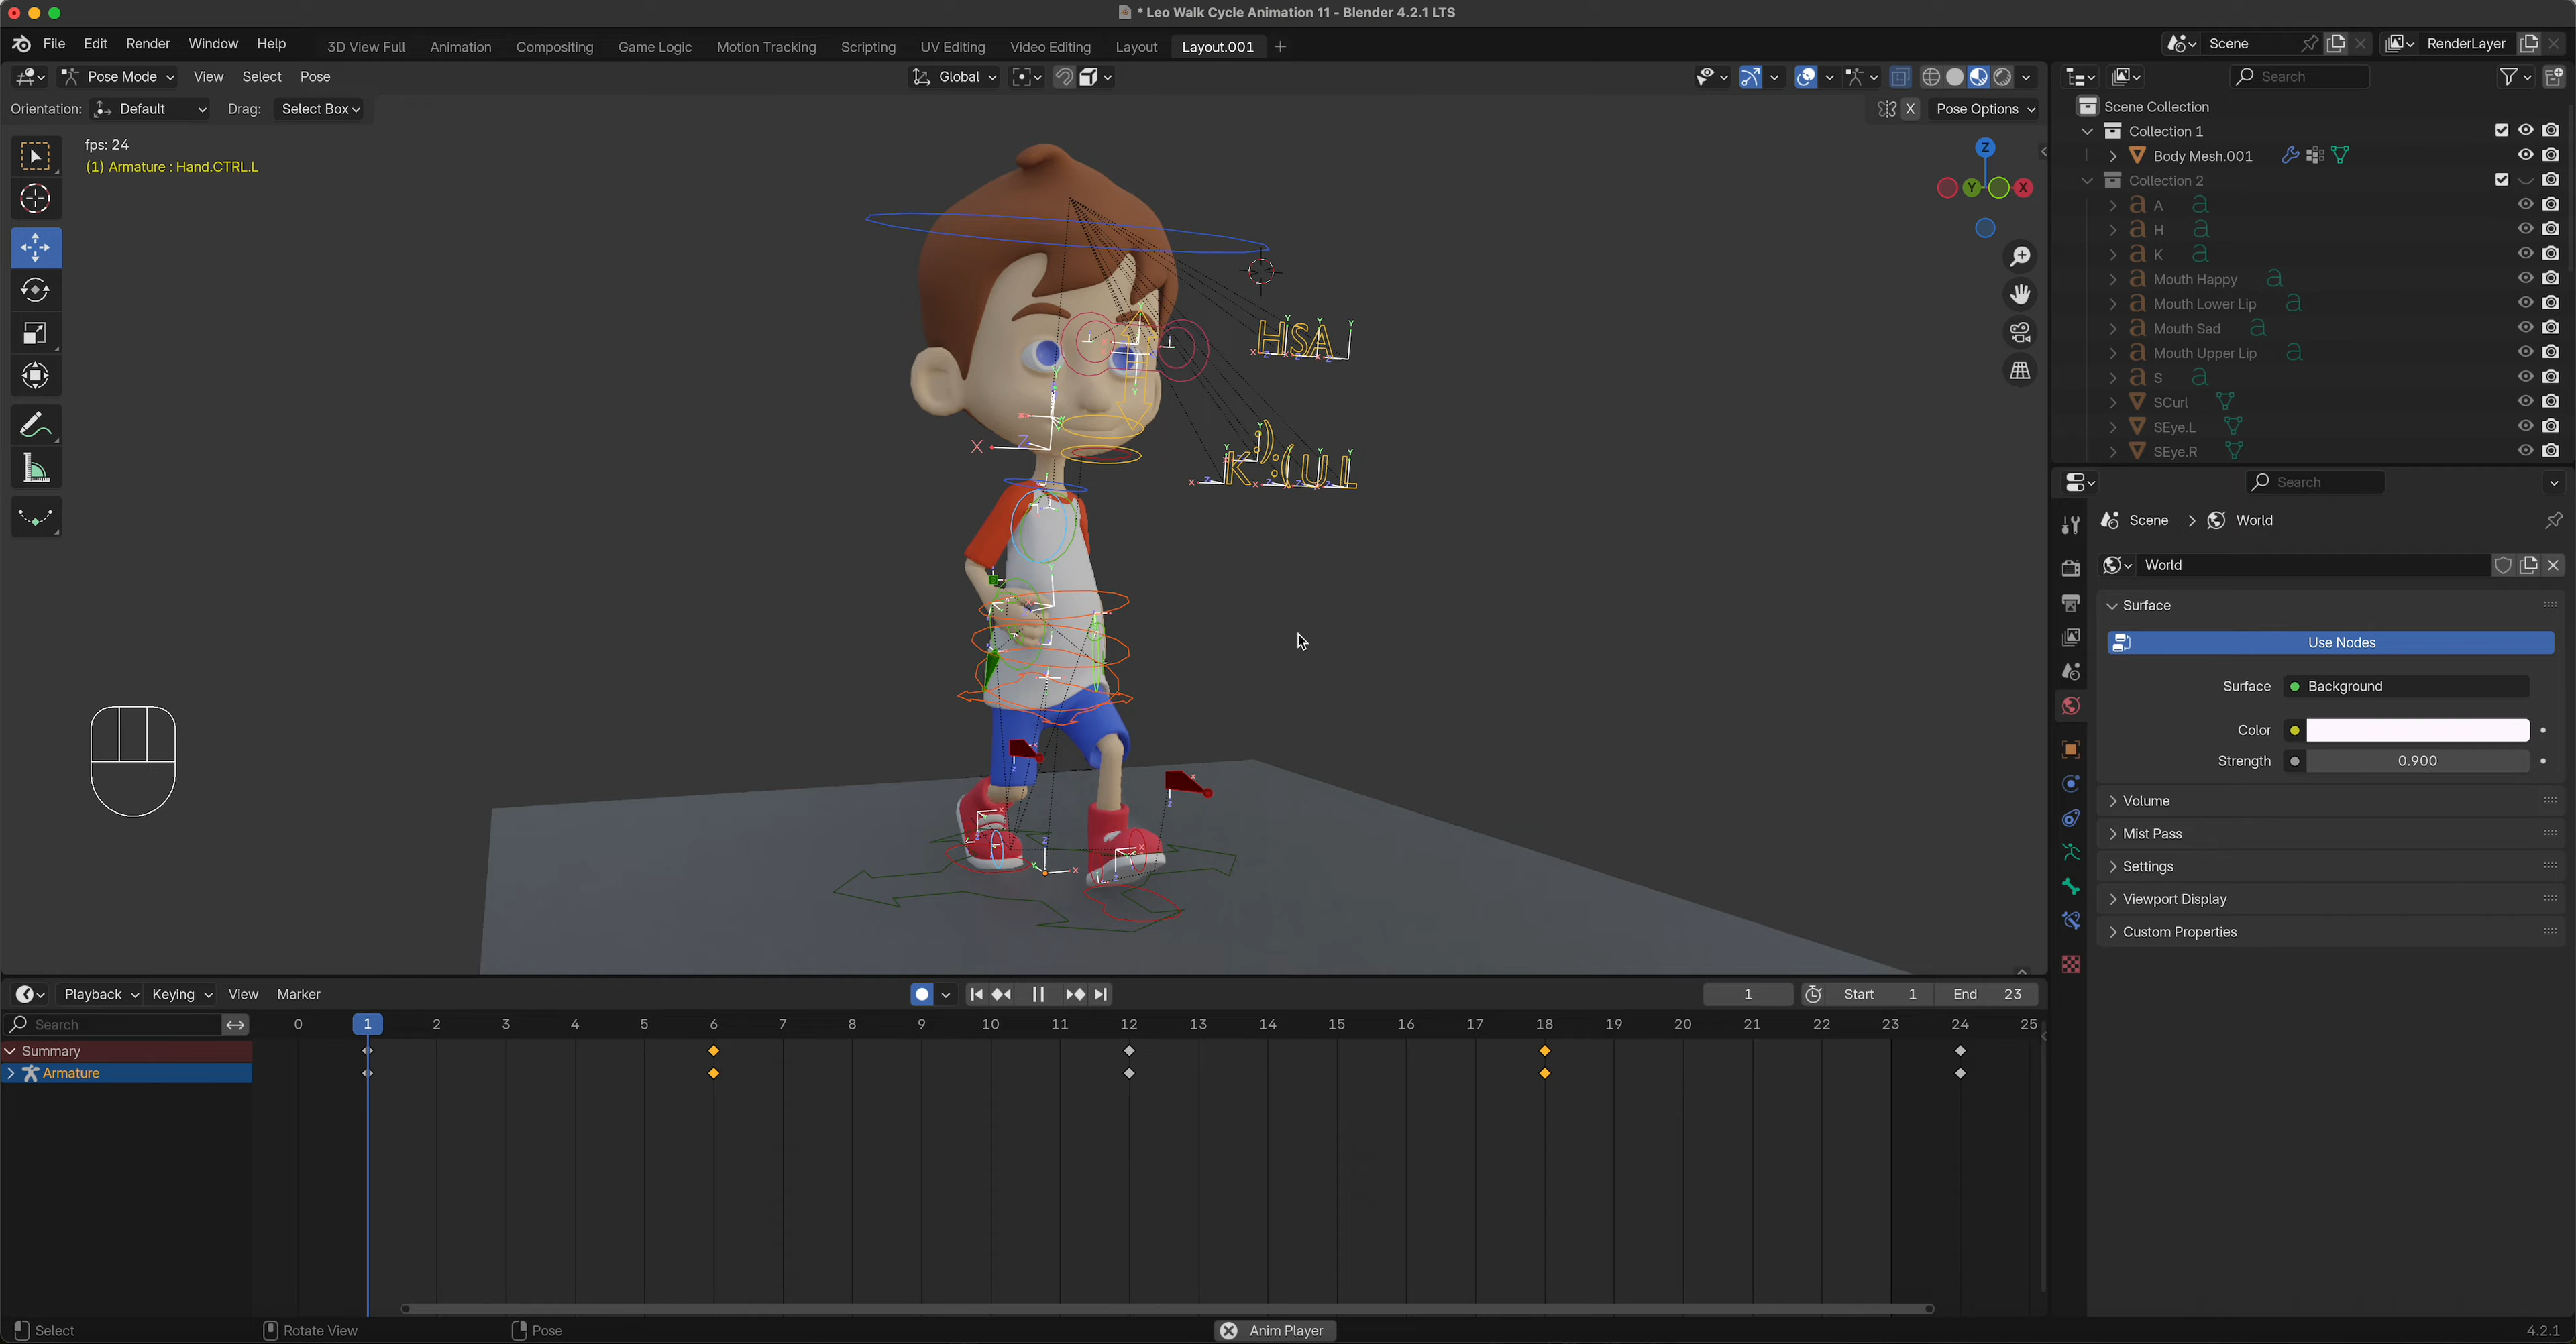 * Leo Walk Cycle Animation 11 - Blender 4.2.1 LTS
File Edit Render Window Help 3D View Full Animation Compositing Game Logic Motion Tracking Scripting UV Editing Video Editing Layout Layout.001 + Scene RenderLayer
Pose Mode View Select Pose Global Search
Orientation: Default Drag: Select Box X Pose Options
fps: 24
(1) Armature : Hand.CTRL.L
Z
Y X
HSA
K :) :( U L
X Z
Scene Collection
Collection 1
Body Mesh.001
Collection 2
A
H
K
Mouth Happy
Mouth Lower Lip
Mouth Sad
Mouth Upper Lip
S
SCurl
SEye.L
SEye.R
Search
Scene > World
World
Surface
Use Nodes
Surface Background
Color
Strength 0.900
Volume
Mist Pass
Settings
Viewport Display
Custom Properties
Playback Keying View Marker 1 Start 1 End 23
Search 0 1 2 3 4 5 6 7 8 9 10 11 12 13 14 15 16 17 18 19 20 21 22 23 24 25
Summary
Armature
Select Rotate View Pose Anim Player 4.2.1